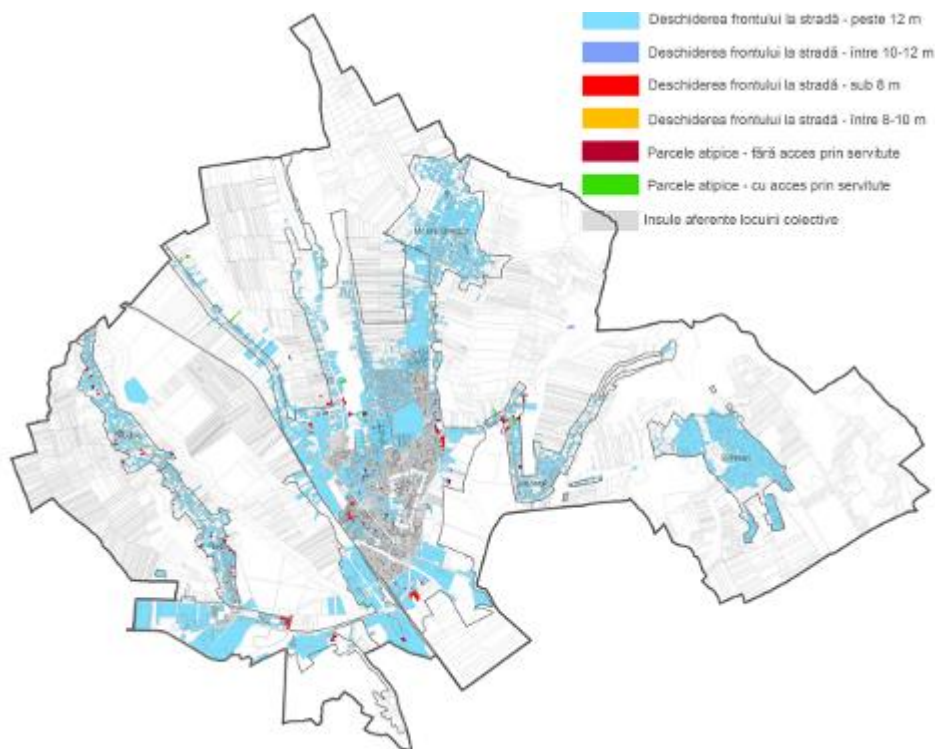 Deschiderea frontului la stradă - peste 12 m
Deschiderea frontului la stradă - între 10-12 m
Deschiderea frontului la stradă - sub 8 m
Deschiderea frontului la stradă - între 8-10 m
Parcele atipice - fără acces prin servitute
Parcele atipice - cu acces prin servitute
Insule aferente locuirii colective